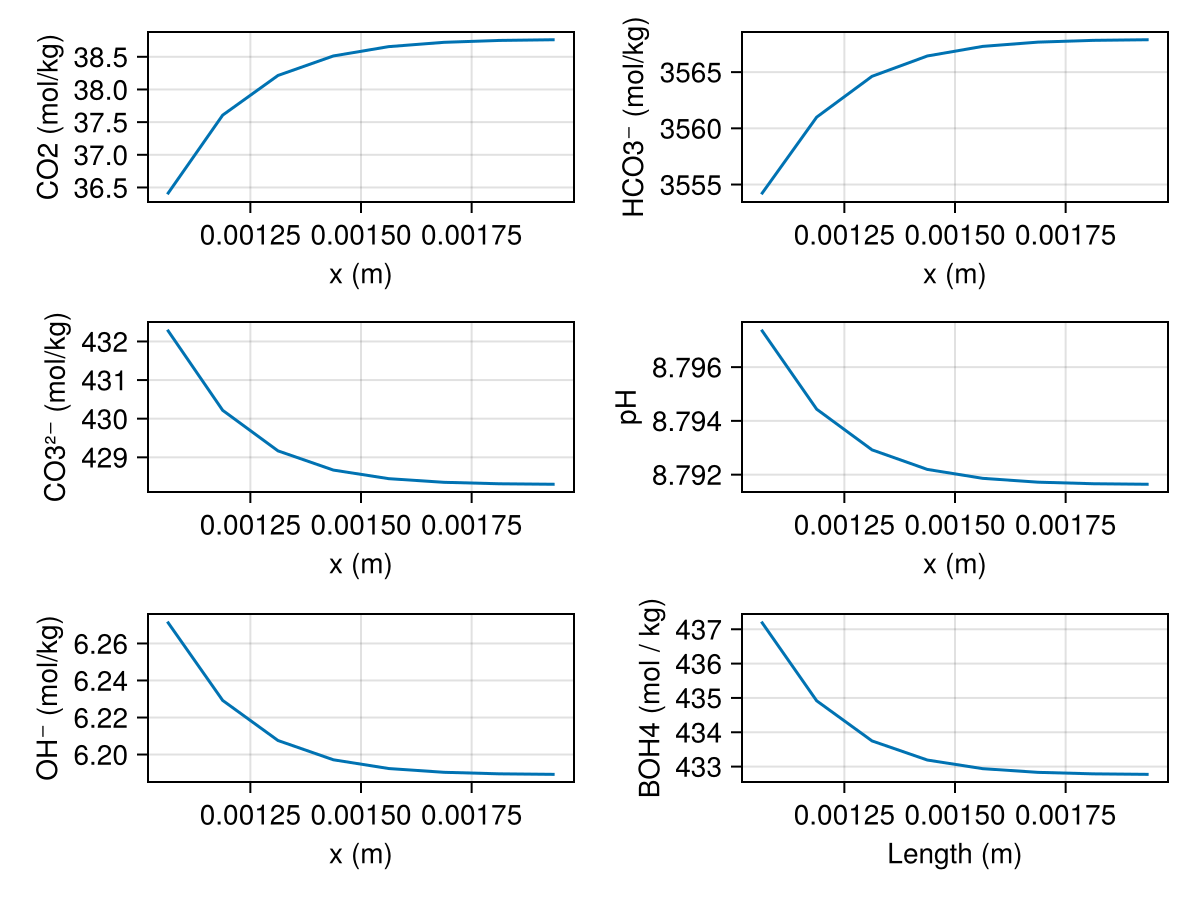 CO2 (mol/kg)
38.5
38.0
37.5
37.0
36.5
0.00125 0.00150 0.00175
x (m)
HCO3⁻ (mol/kg)
3565
3560
3555
0.00125 0.00150 0.00175
x (m)
CO3²⁻ (mol/kg)
432
431
430
429
0.00125 0.00150 0.00175
x (m)
pH
8.796
8.794
8.792
0.00125 0.00150 0.00175
x (m)
OH⁻ (mol/kg)
6.26
6.24
6.22
6.20
0.00125 0.00150 0.00175
x (m)
BOH4 (mol / kg)
437
436
435
434
433
0.00125 0.00150 0.00175
Length (m)